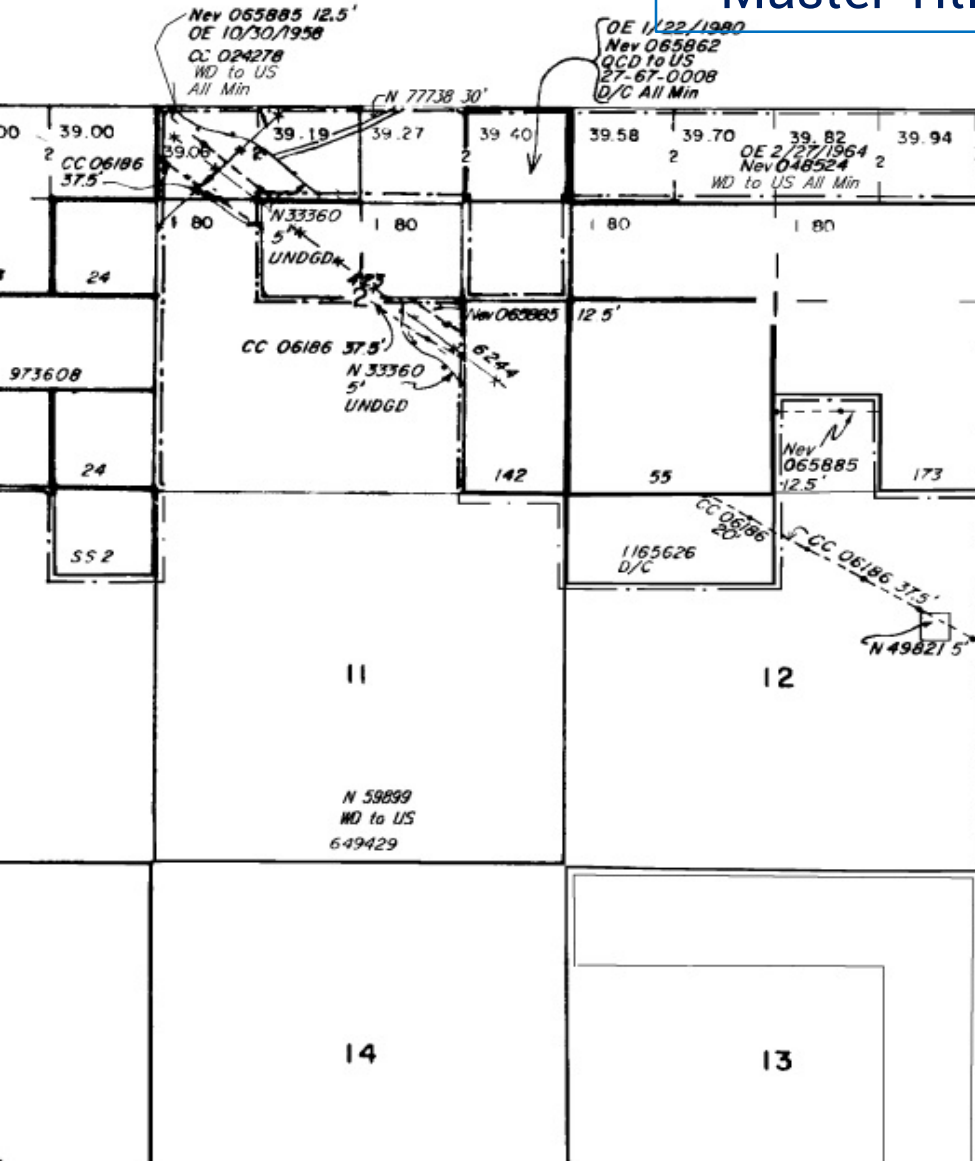 Master Titl
Nev 065885 12.5'
OE 10/30/1958
CC 024278
WD to US
All Min
OE 1/22/1980
Nev 065862
QCD to US
27-67-0008
D/C All Min
N 77738 30'
00
39.00
39.06
39.19
39.27
39 40
39.58
39.70
39.82
39.94
2
2
2
2
2
CC 06186
37.5'
OE 2/27/1964
Nev 048524
WD to US All Min
1 80
1 80
1 80
1 80
N 33360
5'
UNDGD
24
2
Nev 065885 12.5'
CC 06186 37.5'
N 33360
5'
UNDGD
6244
973608
24
142
55
Nev
065885
12.5'
173
SS 2
1165626
D/C
CC 06186
20'
CC 06186 37.5'
N 49821 5'
11
12
N 59899
WD to US
649429
14
13